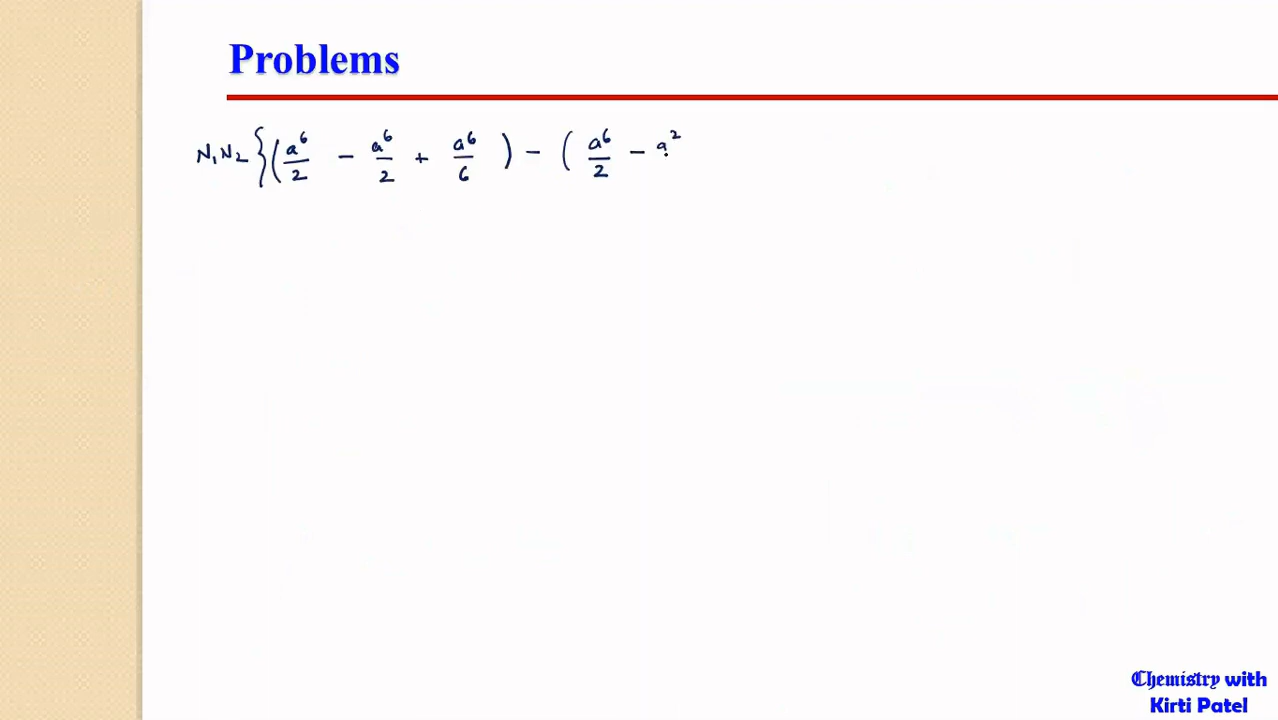 Problems
N₁N₂ { ( a⁶/2 − a⁶/2 + a⁶/6 ) − ( a⁶/2 − a²
Chemistry with
Kirti Patel